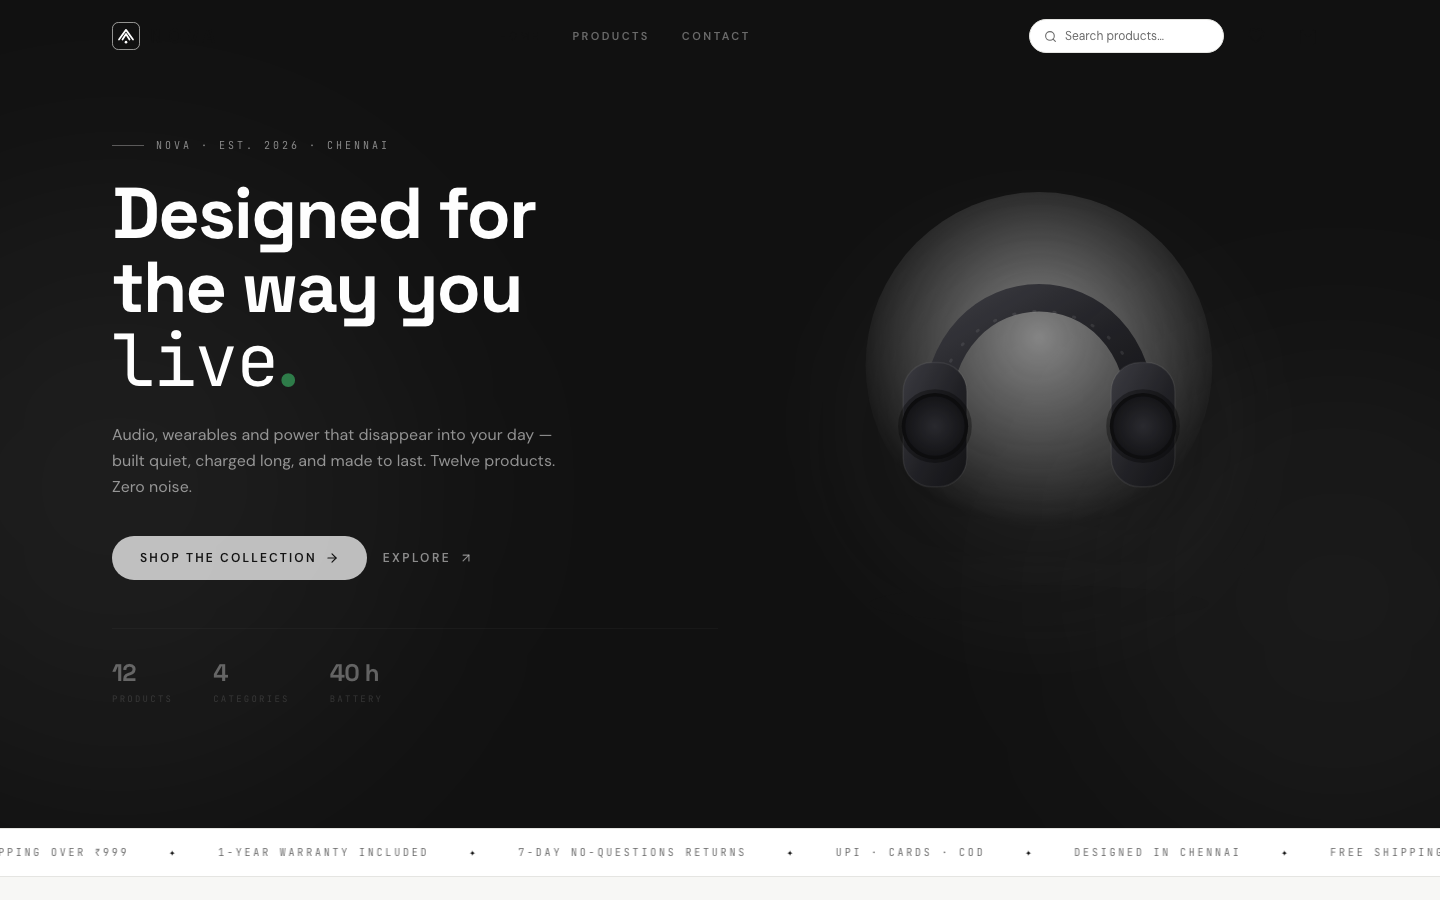 PRODUCTS CONTACT
Search products...
NOVA · EST. 2026 · CHENNAI
Designed for
the way you
live.
Audio, wearables and power that disappear into your day —
built quiet, charged long, and made to last. Twelve products.
Zero noise.
SHOP THE COLLECTION → EXPLORE ↗
12 4 40 h
PRODUCTS CATEGORIES BATTERY
PPING OVER ₹999 ✦ 1-YEAR WARRANTY INCLUDED ✦ 7-DAY NO-QUESTIONS RETURNS ✦ UPI · CARDS · COD ✦ DESIGNED IN CHENNAI ✦ FREE SHIPPING